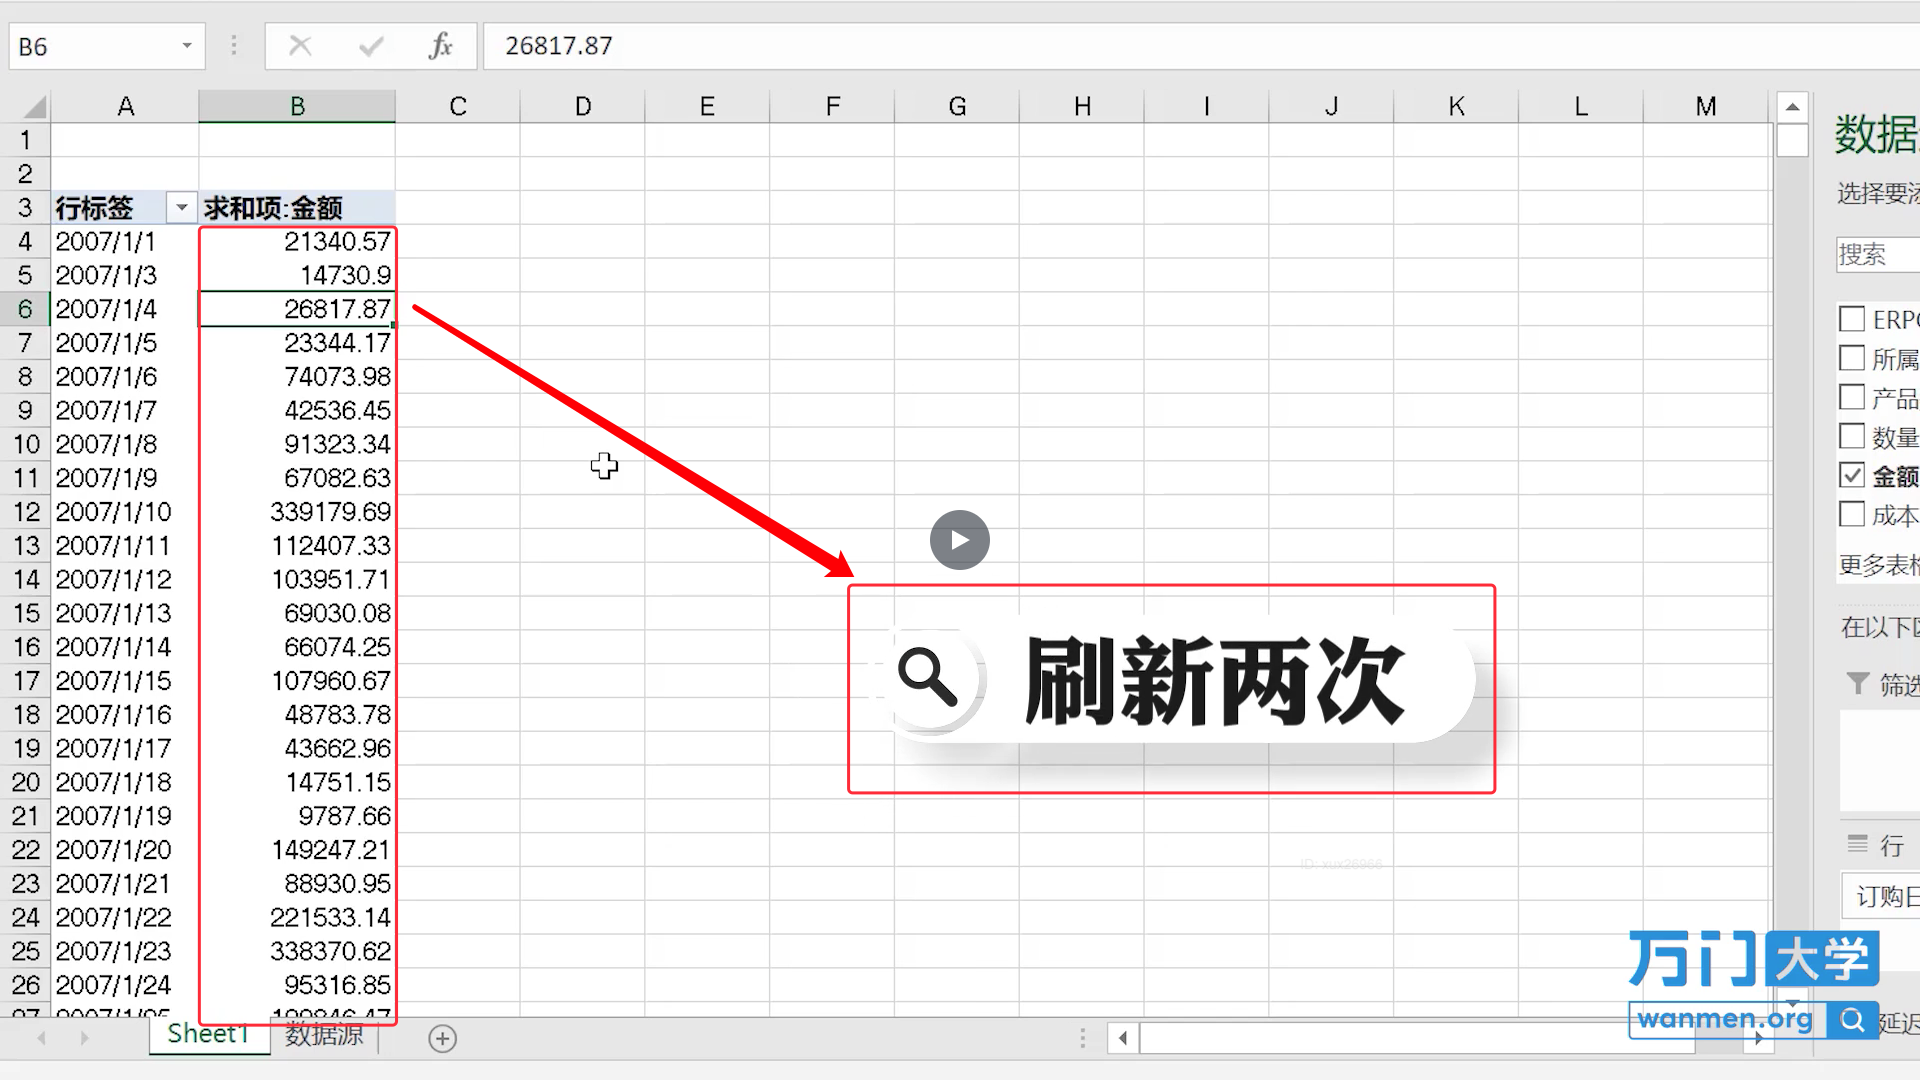 B6
fx
26817.87
A B C D E F G H I J K L M
1
2
3 行标签 求和项:金额
4 2007/1/1 21340.57
5 2007/1/3 14730.9
6 2007/1/4 26817.87
7 2007/1/5 23344.17
8 2007/1/6 74073.98
9 2007/1/7 42536.45
10 2007/1/8 91323.34
11 2007/1/9 67082.63
12 2007/1/10 339179.69
13 2007/1/11 112407.33
14 2007/1/12 103951.71
15 2007/1/13 69030.08
16 2007/1/14 66074.25
17 2007/1/15 107960.67
18 2007/1/16 48783.78
19 2007/1/17 43662.96
20 2007/1/18 14751.15
21 2007/1/19 9787.66
22 2007/1/20 149247.21
23 2007/1/21 88930.95
24 2007/1/22 221533.14
25 2007/1/23 338370.62
26 2007/1/24 95316.85
Sheet1 数据源
刷新两次
ID: xux26966
数据
选择要添
搜索
ERP
所属
产品
数量
金额
成本
更多表格
在以下区
筛选
行
订购日
延迟
万门大学
wanmen.org